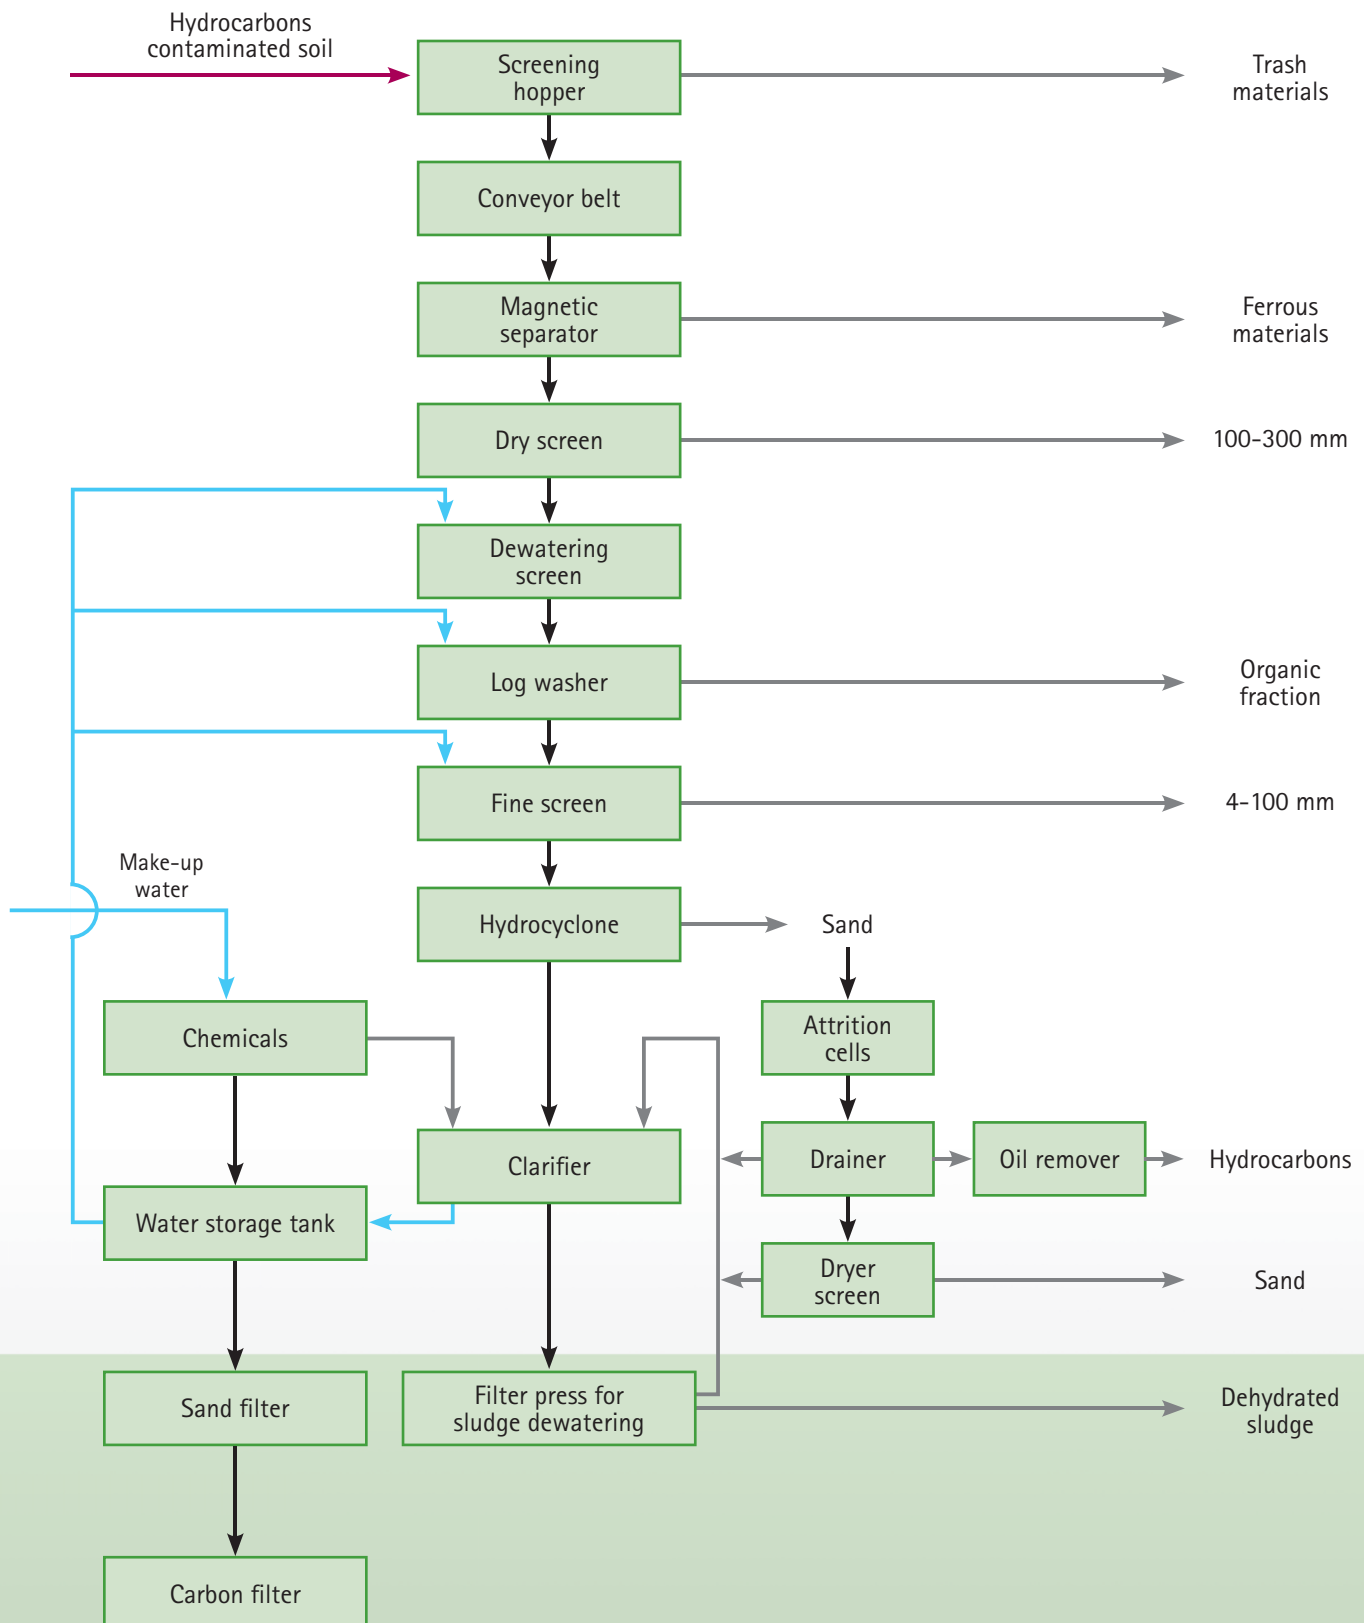 Hydrocarbons
contaminated soil
Screening
hopper
Trash
materials
Conveyor belt
Magnetic
separator
Ferrous
materials
Dry screen
100-300 mm
Dewatering
screen
Log washer
Organic
fraction
Fine screen
4-100 mm
Make-up
water
Hydrocyclone
Sand
Chemicals
Attrition
cells
Clarifier
Drainer
Oil remover
Hydrocarbons
Water storage tank
Dryer
screen
Sand
Sand filter
Filter press for
sludge dewatering
Dehydrated
sludge
Carbon filter